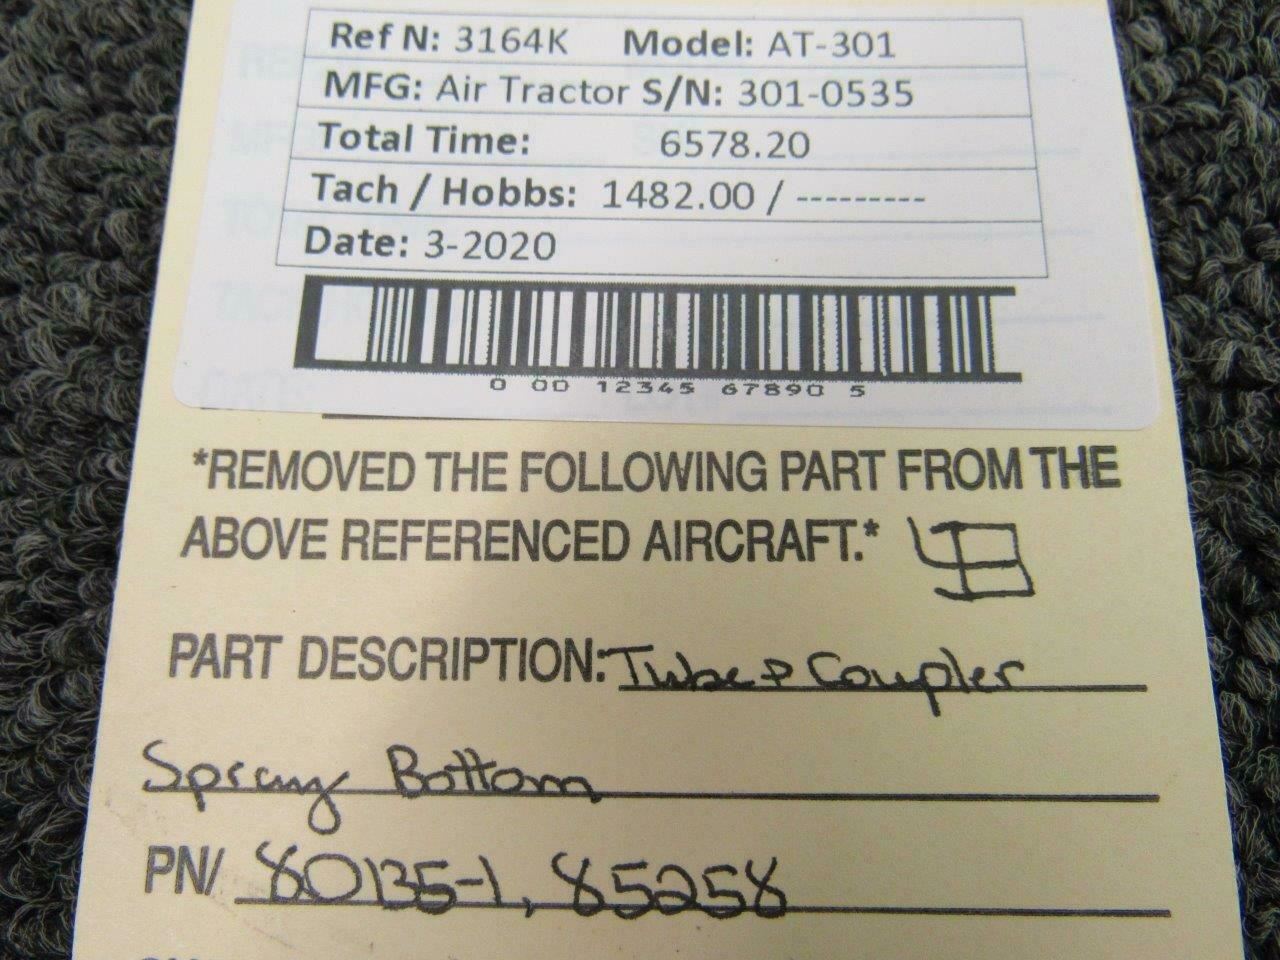 Ref N: 3164K Model: AT-301
MFG: Air Tractor S/N: 301-0535
Total Time: 6578.20
Tach / Hobbs: 1482.00 / ---------
Date: 3-2020
0 00 12345 67890 5
*REMOVED THE FOLLOWING PART FROM THE
ABOVE REFERENCED AIRCRAFT.*
PART DESCRIPTION: Tube & Coupler
Spray Bottom
PN/ 80135-1, 85258